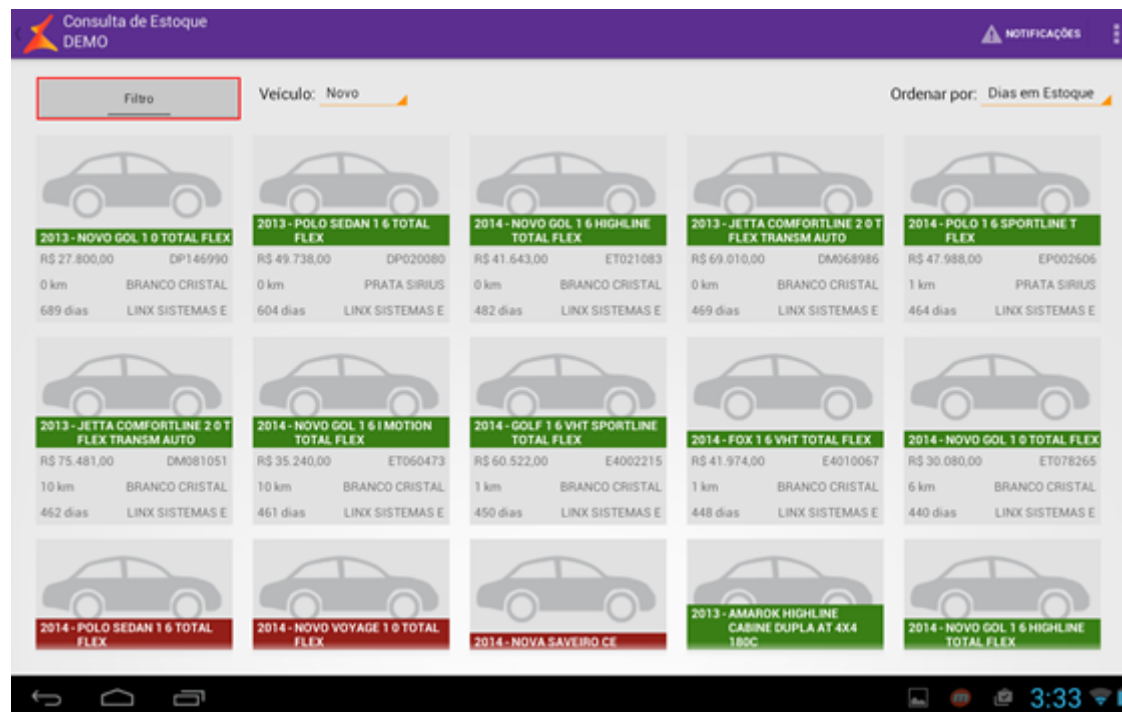 Consulta de Estoque
DEMO
NOTIFICAÇÕES
Filtro
Veículo: Novo
Ordenar por: Dias em Estoque
2013 - NOVO GOL 1 0 TOTAL FLEX
R$ 27.800,00 DP146990
0 km BRANCO CRISTAL
689 dias LINX SISTEMAS E
2013 - POLO SEDAN 1 6 TOTAL
FLEX
R$ 49.738,00 DP020080
0 km PRATA SIRIUS
604 dias LINX SISTEMAS E
2014 - NOVO GOL 1 6 HIGHLINE
TOTAL FLEX
R$ 41.643,00 ET021083
0 km BRANCO CRISTAL
482 dias LINX SISTEMAS E
2013 - JETTA COMFORTLINE 2 0 T
FLEX TRANSM AUTO
R$ 69.010,00 DM068986
0 km BRANCO CRISTAL
469 dias LINX SISTEMAS E
2014 - POLO 1 6 SPORTLINE T
FLEX
R$ 47.988,00 EP002606
1 km PRATA SIRIUS
464 dias LINX SISTEMAS E
2013 - JETTA COMFORTLINE 2 0 T
FLEX TRANSM AUTO
R$ 75.481,00 DM081051
10 km BRANCO CRISTAL
462 dias LINX SISTEMAS E
2014 - NOVO GOL 1 6 I MOTION
TOTAL FLEX
R$ 35.240,00 ET060473
10 km BRANCO CRISTAL
461 dias LINX SISTEMAS E
2014 - GOLF 1 6 VHT SPORTLINE
TOTAL FLEX
R$ 60.522,00 E4002215
1 km BRANCO CRISTAL
450 dias LINX SISTEMAS E
2014 - FOX 1 6 VHT TOTAL FLEX
R$ 41.974,00 E4010067
1 km BRANCO CRISTAL
448 dias LINX SISTEMAS E
2014 - NOVO GOL 1 0 TOTAL FLEX
R$ 30.080,00 ET078265
6 km BRANCO CRISTAL
440 dias LINX SISTEMAS E
2014 - POLO SEDAN 1 6 TOTAL
FLEX
2014 - NOVO VOYAGE 1 0 TOTAL
FLEX
2014 - NOVA SAVEIRO CE
2013 - AMAROK HIGHLINE
CABINE DUPLA AT 4X4
180C
2014 - NOVO GOL 1 6 HIGHLINE
TOTAL FLEX
3:33